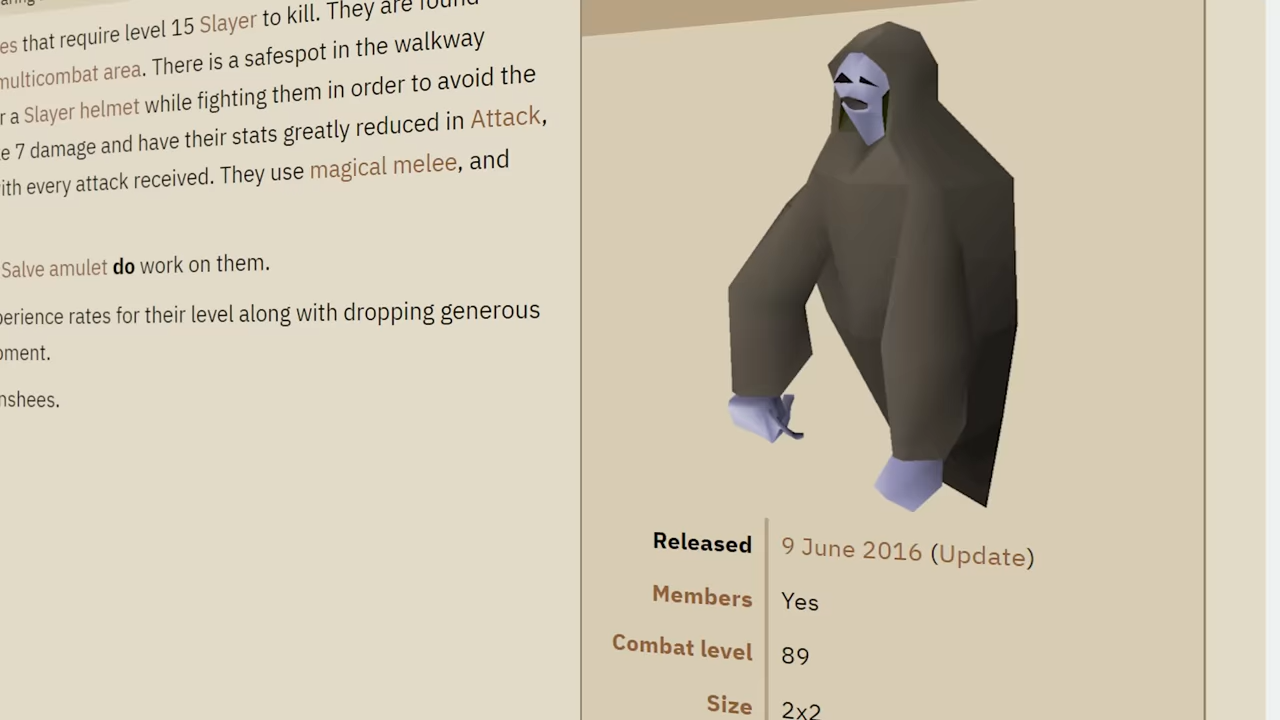 es that require level 15 Slayer to kill. They are found
multicombat area. There is a safespot in the walkway
r a Slayer helmet while fighting them in order to avoid the
e 7 damage and have their stats greatly reduced in Attack,
ith every attack received. They use magical melee, and
Salve amulet do work on them.
perience rates for their level along with dropping generous
oment.
nshees.
Released 9 June 2016 (Update)
Members Yes
Combat level 89
Size 2x2